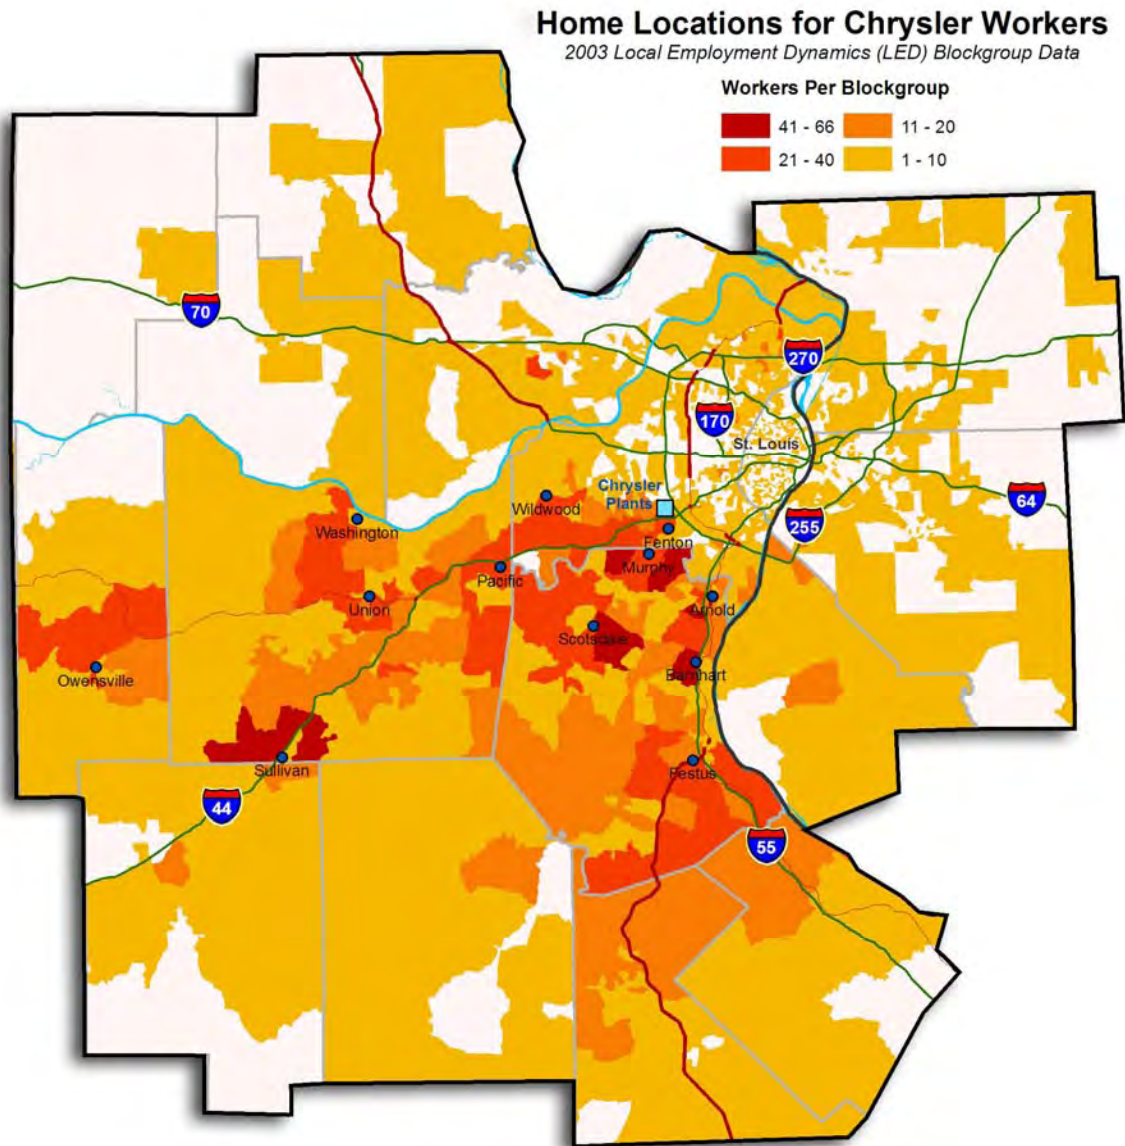 Home Locations for Chrysler Workers
2003 Local Employment Dynamics (LED) Blockgroup Data
Workers Per Blockgroup
41 - 66
11 - 20
21 - 40
1 - 10
70
270
170
St. Louis
Chrysler
Plants
64
Wildwood
255
Washington
Fenton
Murphy
Pacific
Union
Arnold
Scotsdale
Owensville
Barnhart
Sullivan
Festus
44
55